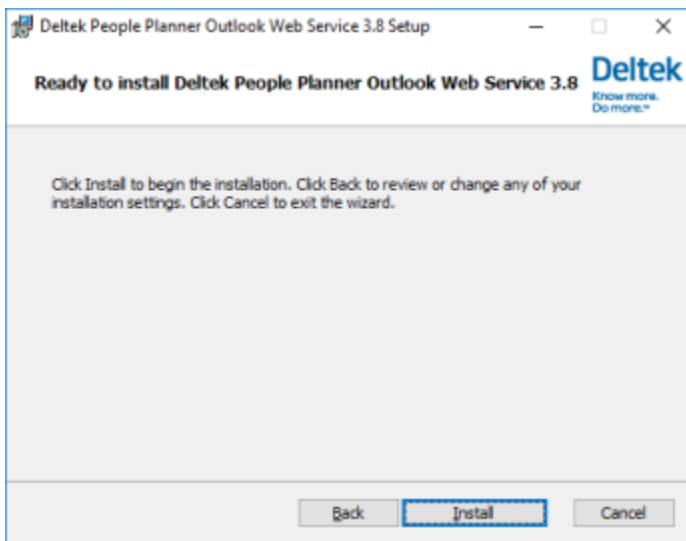 Deltek People Planner Outlook Web Service 3.8 Setup
Ready to install Deltek People Planner Outlook Web Service 3.8
Deltek
Know more.
Do more.™
Click Install to begin the installation. Click Back to review or change any of your
installation settings. Click Cancel to exit the wizard.
Back
Install
Cancel